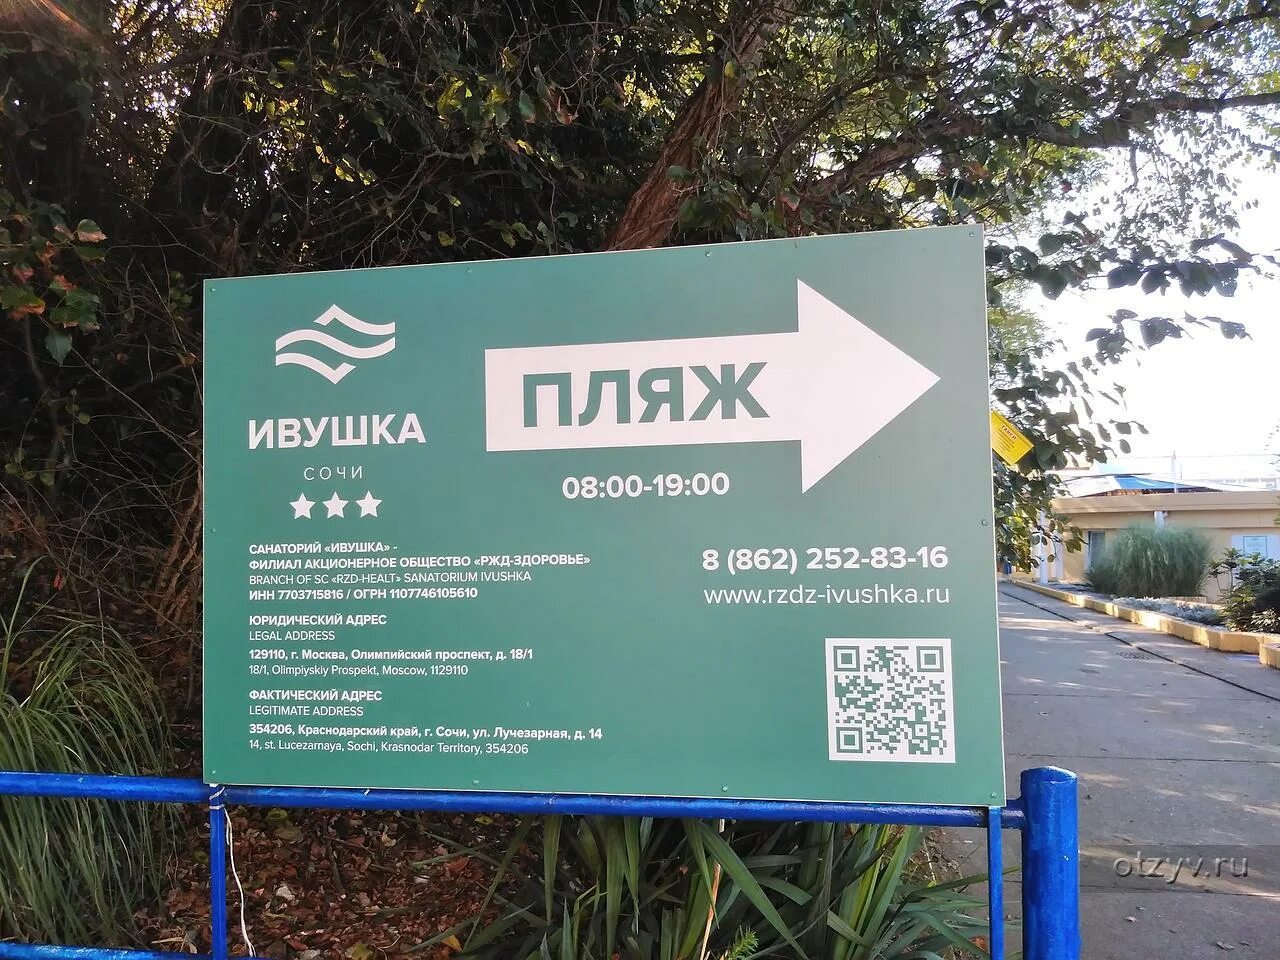 ИВУШКА
СОЧИ
ПЛЯЖ
08:00-19:00
САНАТОРИЙ «ИВУШКА» -
ФИЛИАЛ АКЦИОНЕРНОЕ ОБЩЕСТВО «РЖД-ЗДОРОВЬЕ»
BRANCH OF SC «RZD-HEALT» SANATORIUM IVUSHKA
ИНН 7703715816 / ОГРН 1107746105610
ЮРИДИЧЕСКИЙ АДРЕС
LEGAL ADDRESS
129110, г. Москва, Олимпийский проспект, д. 18/1
18/1, Olimpiyskiy Prospekt, Moscow, 1129110
ФАКТИЧЕСКИЙ АДРЕС
LEGITIMATE ADDRESS
354206, Краснодарский край, г. Сочи, ул. Лучезарная, д. 14
14, st. Lucezarnaya, Sochi, Krasnodar Territory, 354206
8 (862) 252-83-16
www.rzdz-ivushka.ru
otzyv.ru